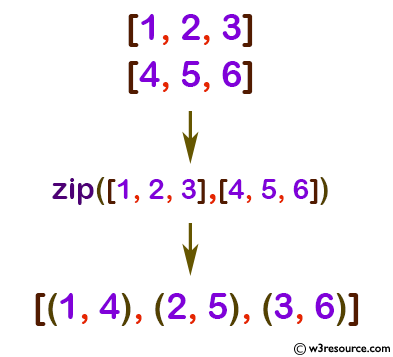 [1, 2, 3]
[4, 5, 6]
zip([1, 2, 3],[4, 5, 6])
[(1, 4), (2, 5), (3, 6)]
© w3resource.com